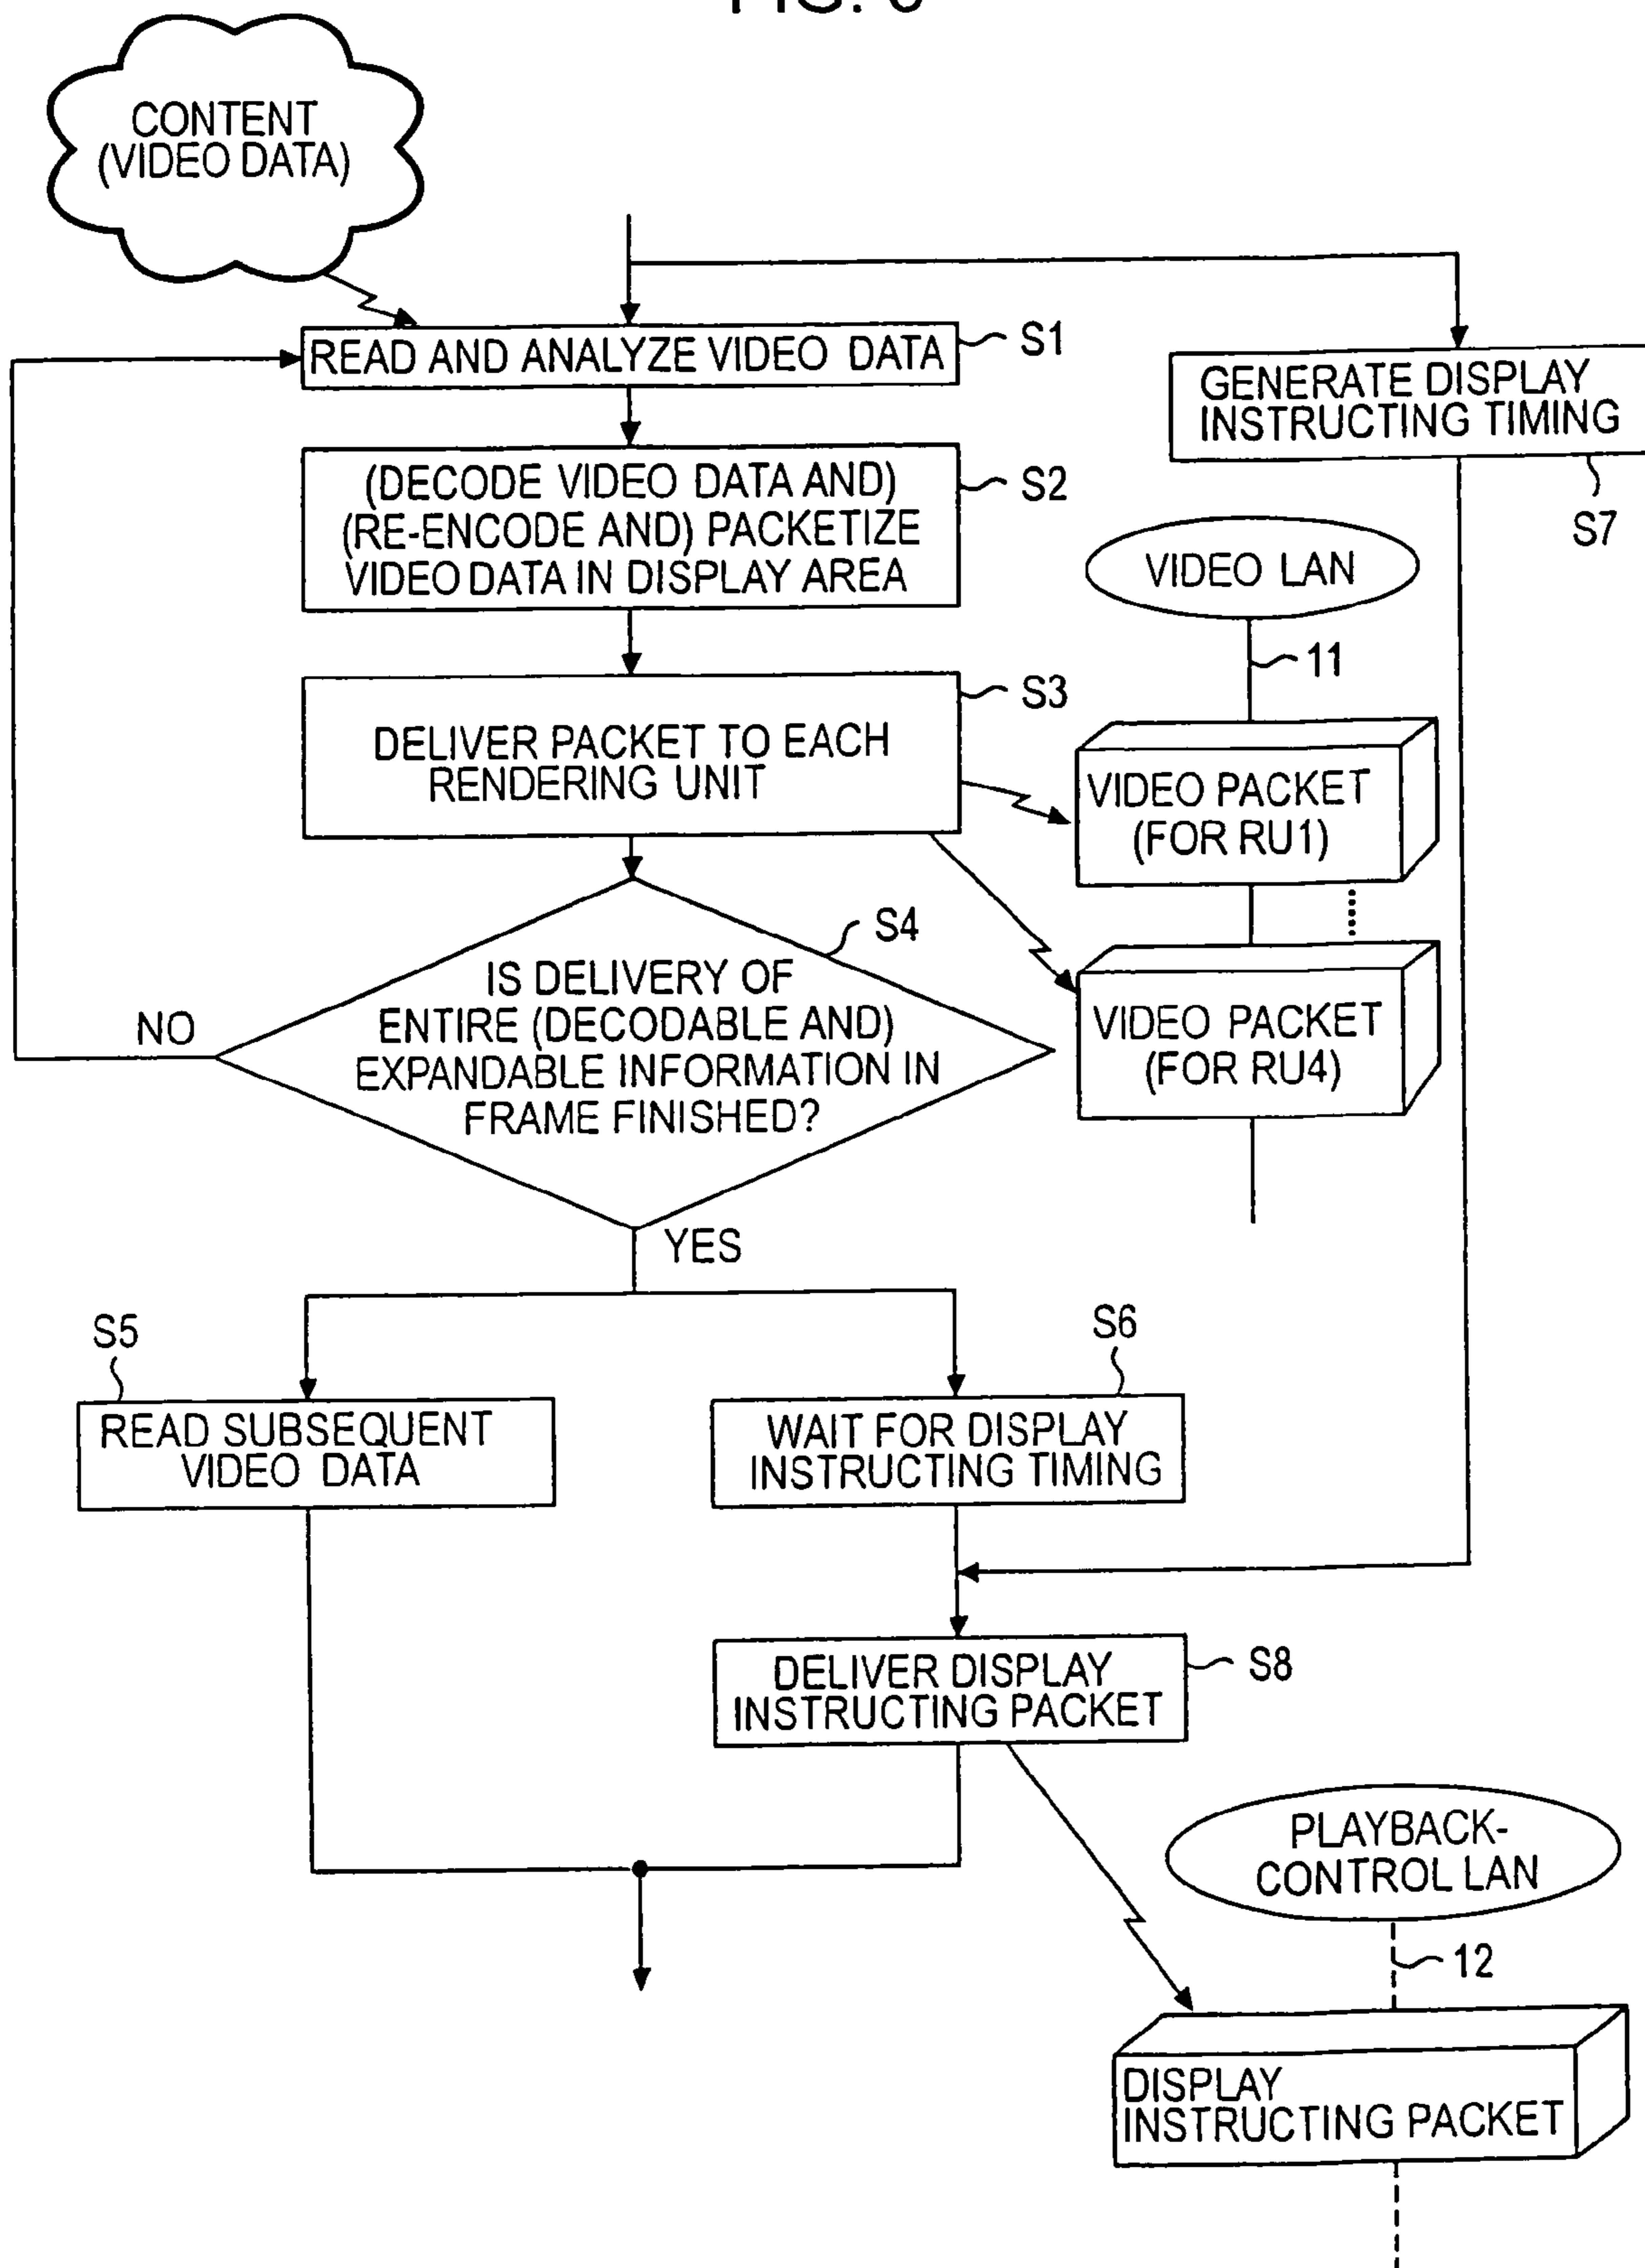 CONTENT
(VIDEO DATA)
READ AND ANALYZE VIDEO DATA
S1
GENERATE DISPLAY
INSTRUCTING TIMING
S7
(DECODE VIDEO DATA AND)
(RE-ENCODE AND) PACKETIZE
VIDEO DATA IN DISPLAY AREA
S2
VIDEO LAN
11
DELIVER PACKET TO EACH
RENDERING UNIT
S3
VIDEO PACKET
(FOR RU1)
S4
IS DELIVERY OF
ENTIRE (DECODABLE AND)
EXPANDABLE INFORMATION IN
FRAME FINISHED?
NO
VIDEO PACKET
(FOR RU4)
YES
S5
READ SUBSEQUENT
VIDEO DATA
S6
WAIT FOR DISPLAY
INSTRUCTING TIMING
DELIVER DISPLAY
INSTRUCTING PACKET
S8
PLAYBACK-
CONTROL LAN
12
DISPLAY
INSTRUCTING PACKET